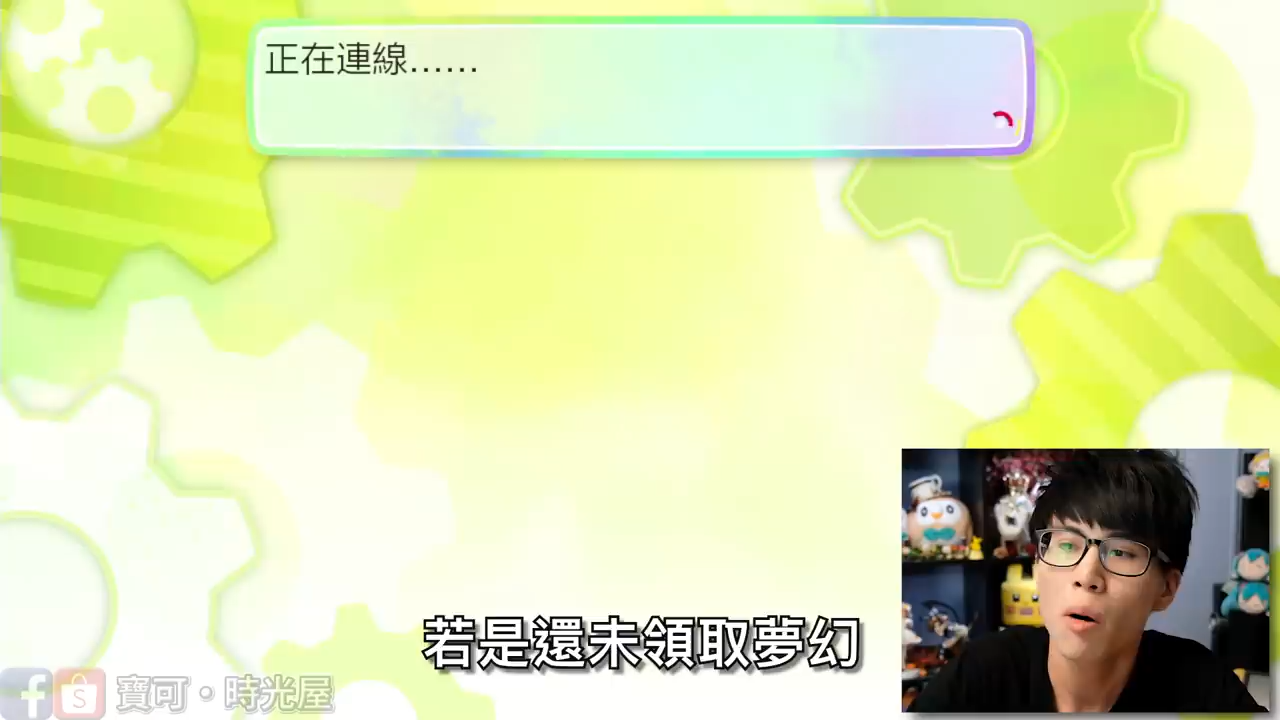 正在連線……
若是還未領取夢幻
寶可·時光屋